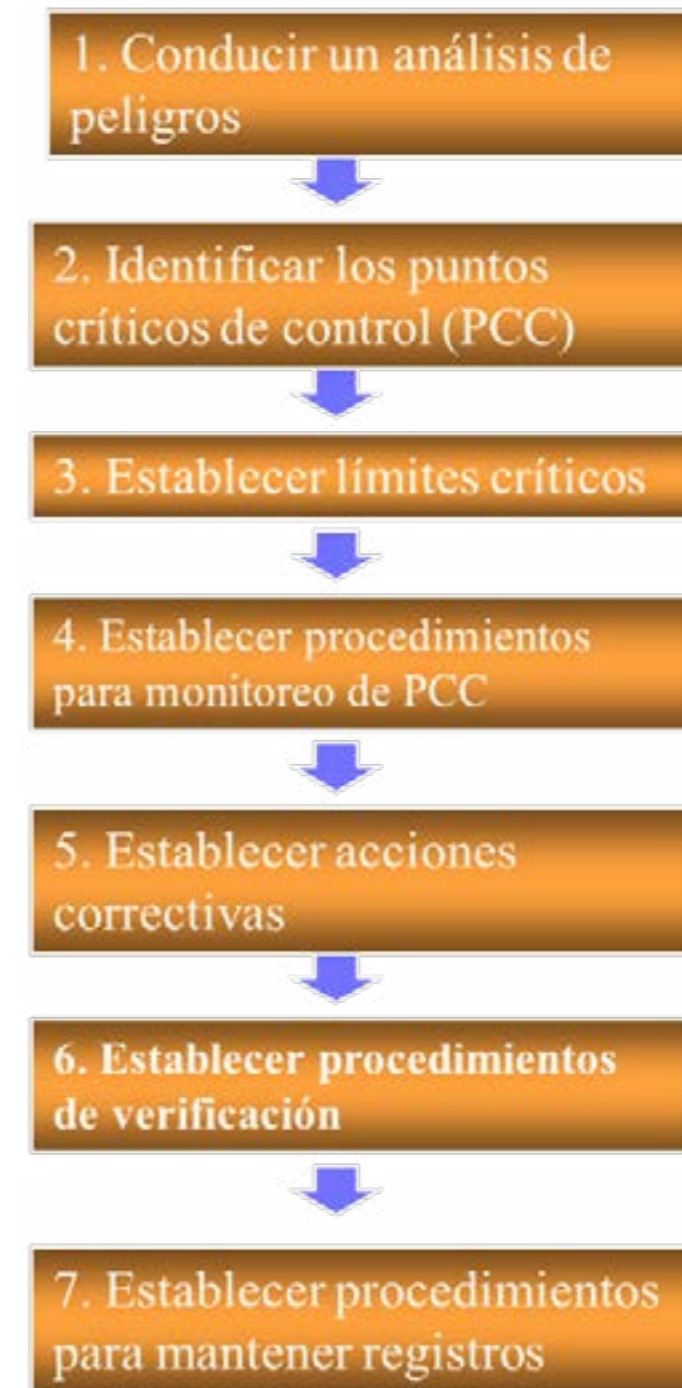 1. Conducir un análisis de
peligros
2. Identificar los puntos
críticos de control (PCC)
3. Establecer límites críticos
4. Establecer procedimientos
para monitoreo de PCC
5. Establecer acciones
correctivas
6. Establecer procedimientos
de verificación
7. Establecer procedimientos
para mantener registros